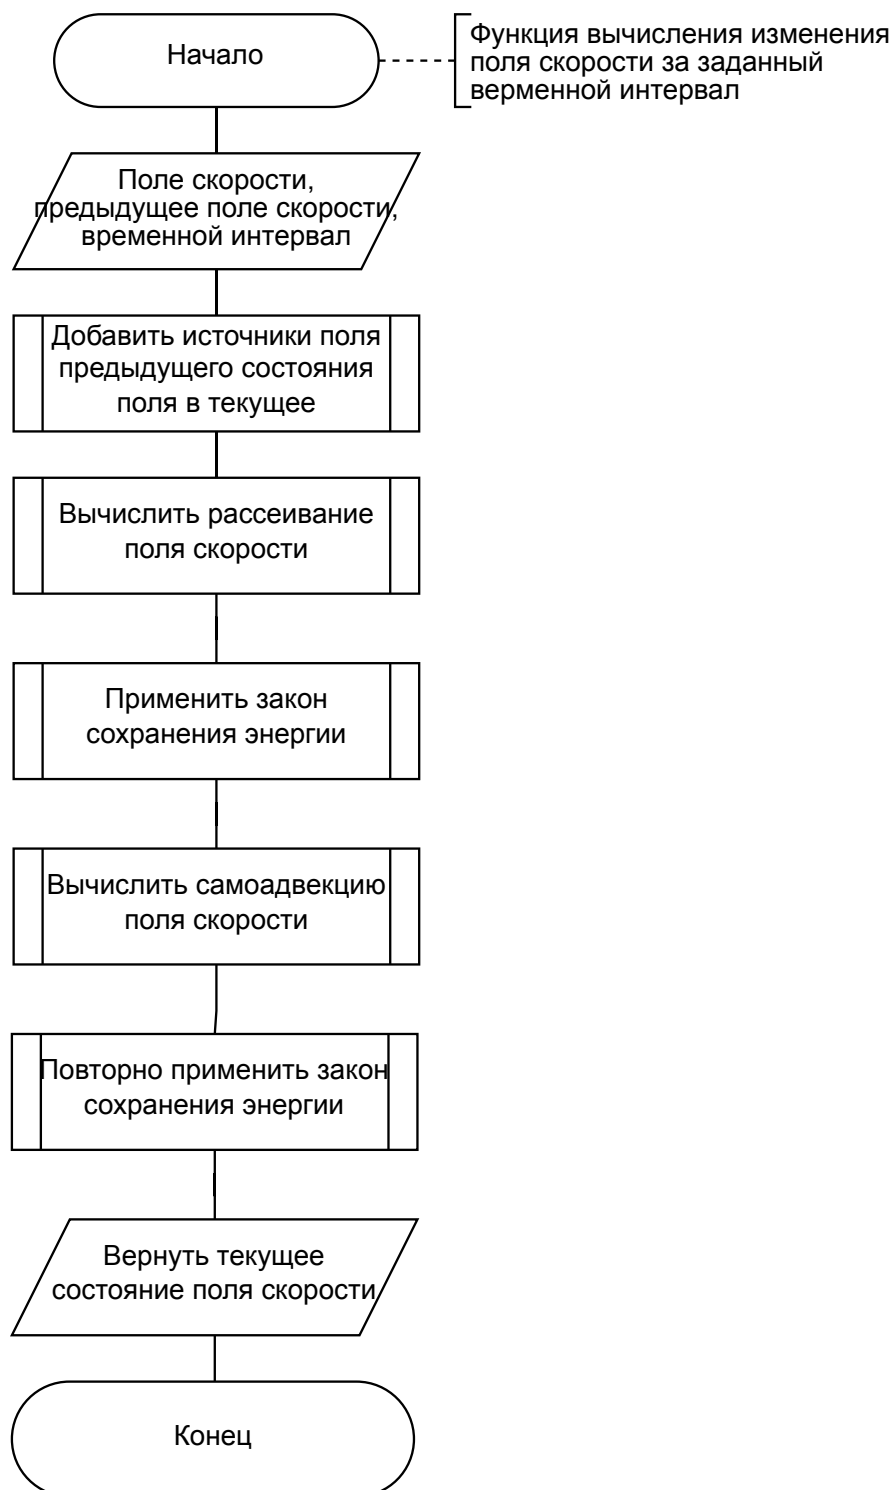 Начало
Функция вычисления изменения
поля скорости за заданный
верменной интервал
Поле скорости,
предыдущее поле скорости,
временной интервал
Добавить источники поля
предыдущего состояния
поля в текущее
Вычислить рассеивание
поля скорости
Применить закон
сохранения энергии
Вычислить самоадвекцию
поля скорости
Повторно применить закон
сохранения энергии
Вернуть текущее
состояние поля скорости
Конец